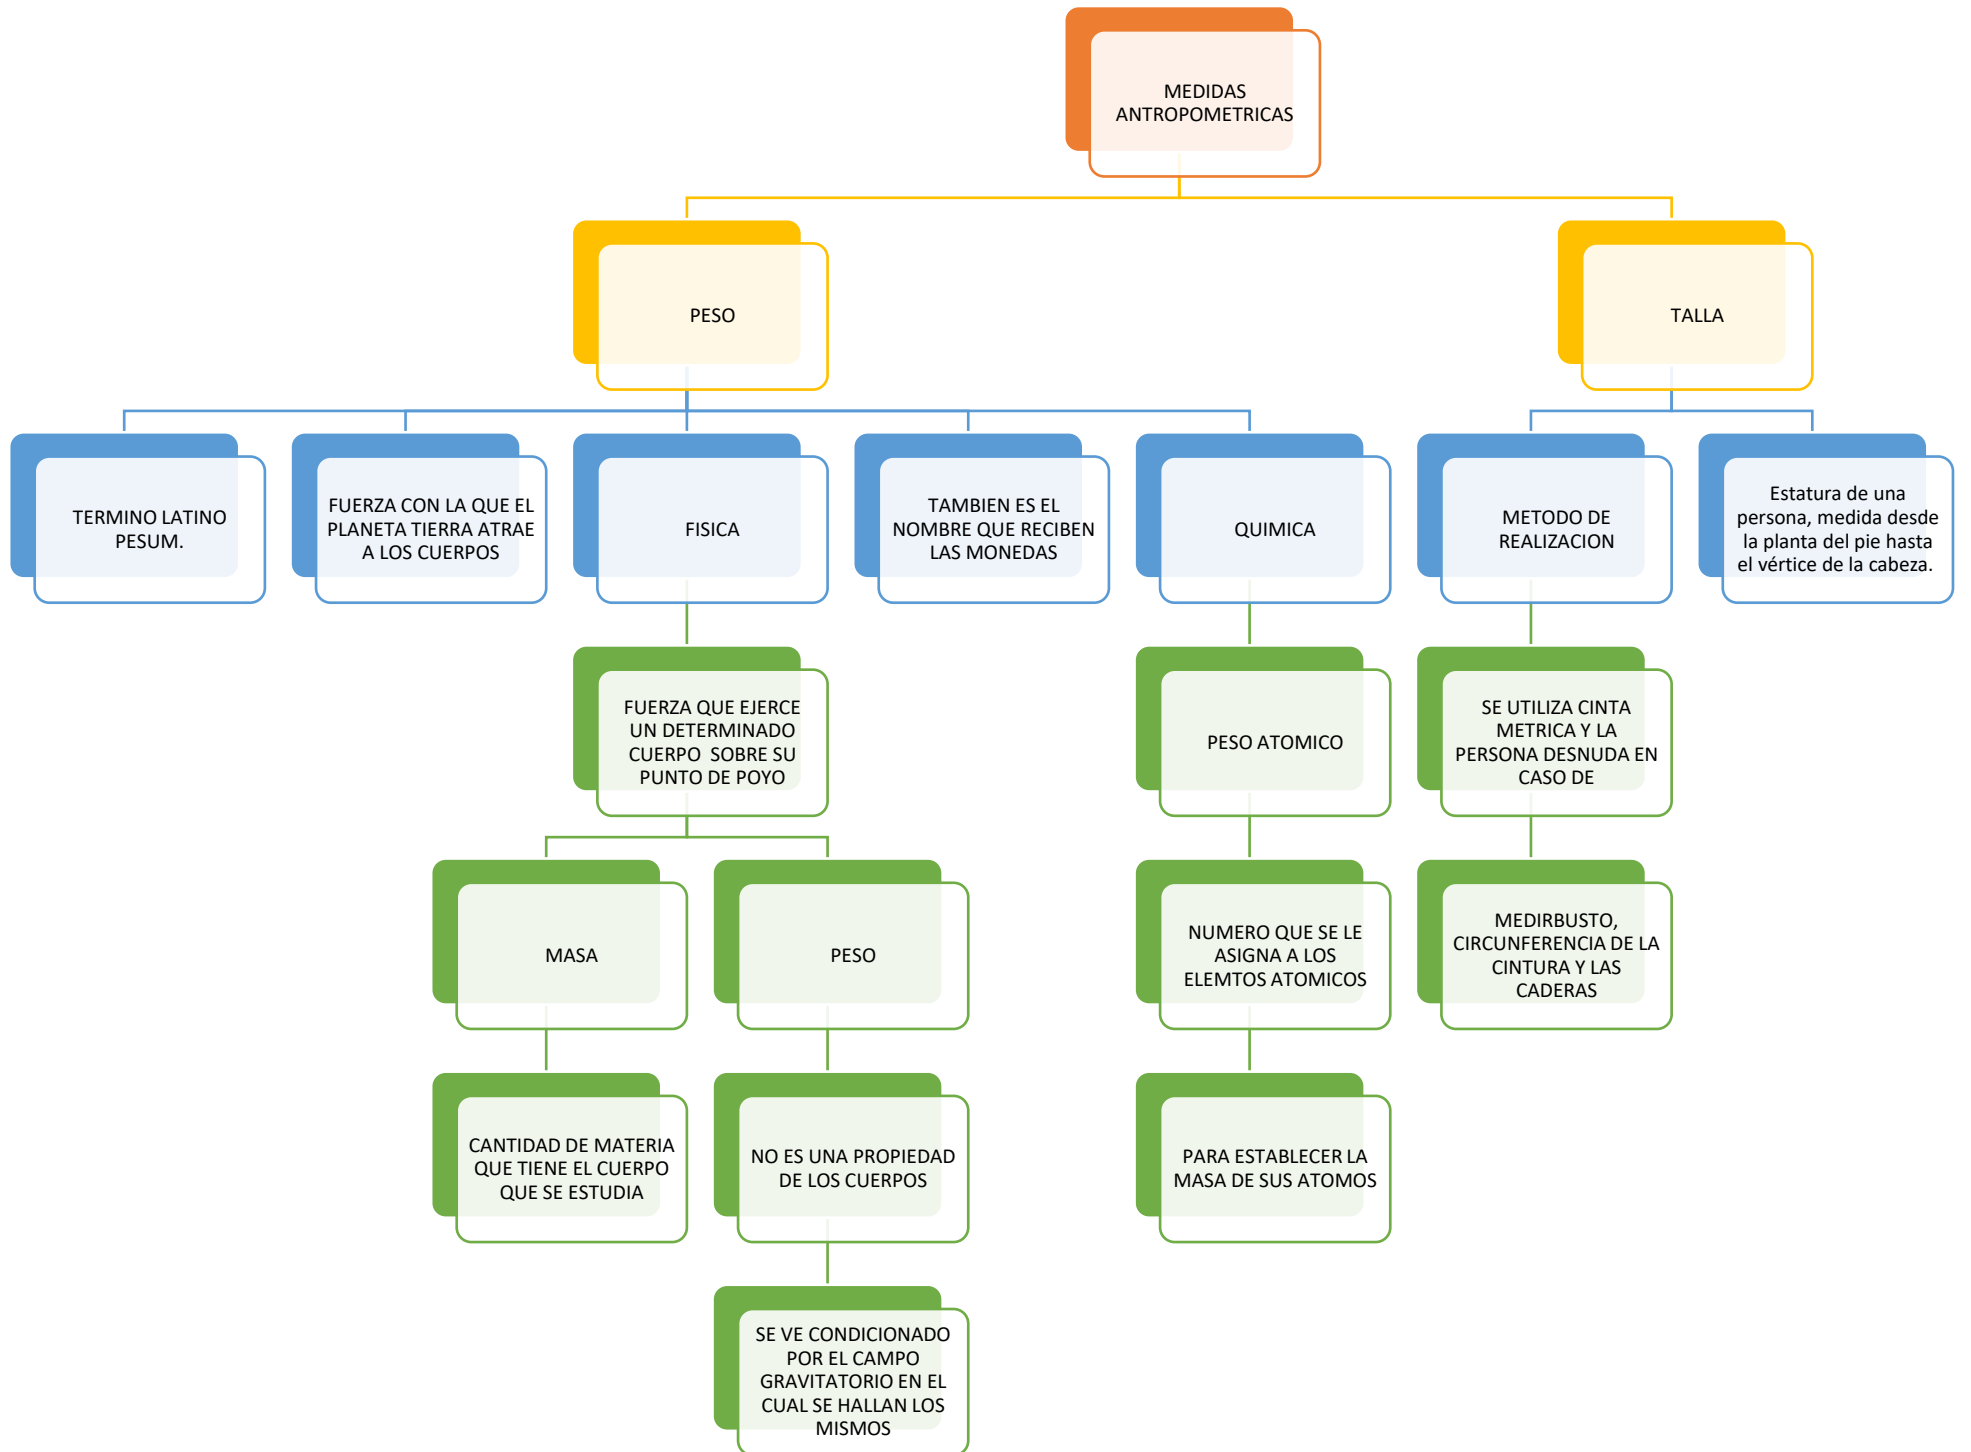 MEDIDAS
ANTROPOMETRICAS
PESO
TALLA
TERMINO LATINO
PESUM.
FUERZA CON LA QUE EL
PLANETA TIERRA ATRAE
A LOS CUERPOS
FISICA
TAMBIEN ES EL
NOMBRE QUE RECIBEN
LAS MONEDAS
QUIMICA
METODO DE
REALIZACION
Estatura de una
persona, medida desde
la planta del pie hasta
el vértice de la cabeza.
FUERZA QUE EJERCE
UN DETERMINADO
CUERPO SOBRE SU
PUNTO DE POYO
PESO ATOMICO
SE UTILIZA CINTA
METRICA Y LA
PERSONA DESNUDA EN
CASO DE
MASA
PESO
NUMERO QUE SE LE
ASIGNA A LOS
ELEMTOS ATOMICOS
MEDIRBUSTO,
CIRCUNFERENCIA DE LA
CINTURA Y LAS
CADERAS
CANTIDAD DE MATERIA
QUE TIENE EL CUERPO
QUE SE ESTUDIA
NO ES UNA PROPIEDAD
DE LOS CUERPOS
PARA ESTABLECER LA
MASA DE SUS ATOMOS
SE VE CONDICIONADO
POR EL CAMPO
GRAVITATORIO EN EL
CUAL SE HALLAN LOS
MISMOS